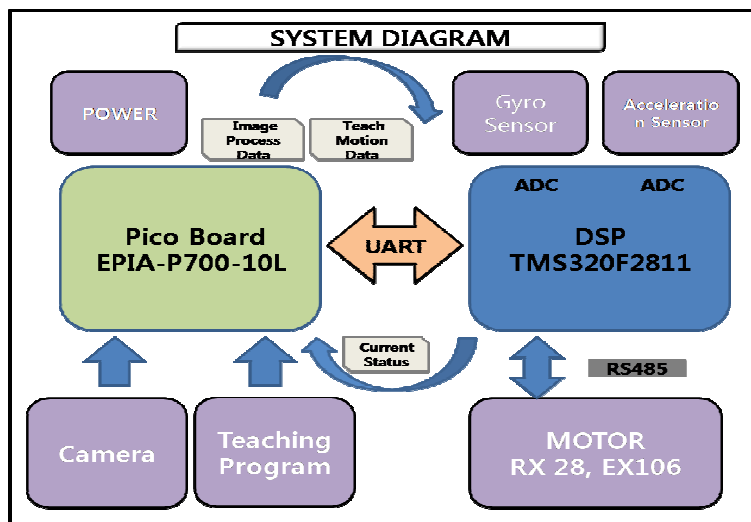 SYSTEM DIAGRAM
POWER
Image
Process
Data
Teach
Motion
Data
Gyro
Sensor
Acceleratio
n Sensor
Pico Board
EPIA-P700-10L
UART
ADC
ADC
DSP
TMS320F2811
Current
Status
RS485
Camera
Teaching
Program
MOTOR
RX 28, EX106